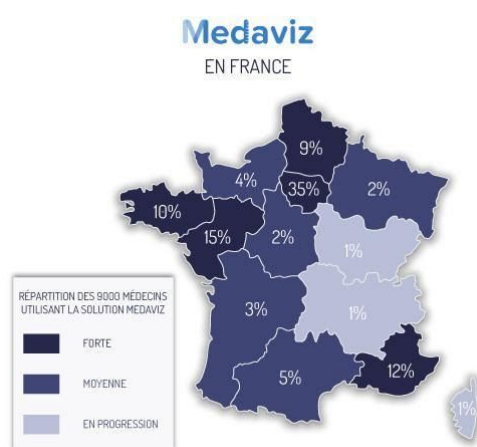 Medaviz
EN FRANCE
9%
4%
35%
2%
10%
15%
2%
1%
3%
1%
5%
12%
1%
RÉPARTITION DES 9000 MÉDECINS
UTILISANT LA SOLUTION MEDAVIZ
FORTE
MOYENNE
EN PROGRESSION